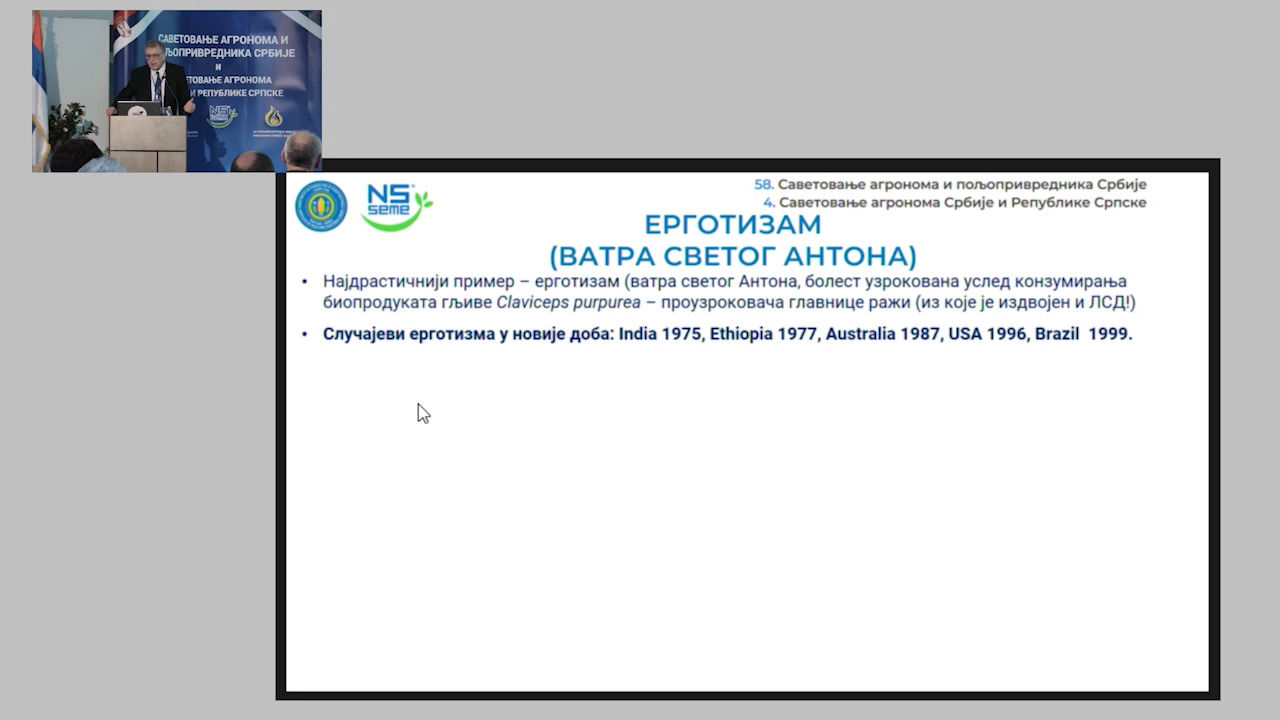 САВЕТОВАЊЕ АГРОНОМА И
ПОЉОПРИВРЕДНИКА СРБИЈЕ
и
САВЕТОВАЊЕ АГРОНОМА
И РЕПУБЛИКЕ СРПСКЕ
NS
seme
58. Саветовање агронома и пољопривредника Србије
4. Саветовање агронома Србије и Републике Српске
ЕРГОТИЗАМ
(ВАТРА СВЕТОГ АНТОНА)
• Најдрастичнији пример – ерготизам (ватра светог Антона, болест узрокована услед конзумирања
биопродуката гљиве Claviceps purpurea – проузроковача главнице ражи (из које је издвојен и ЛСД!)
• Случајеви ерготизма у новије доба: India 1975, Ethiopia 1977, Australia 1987, USA 1996, Brazil 1999.